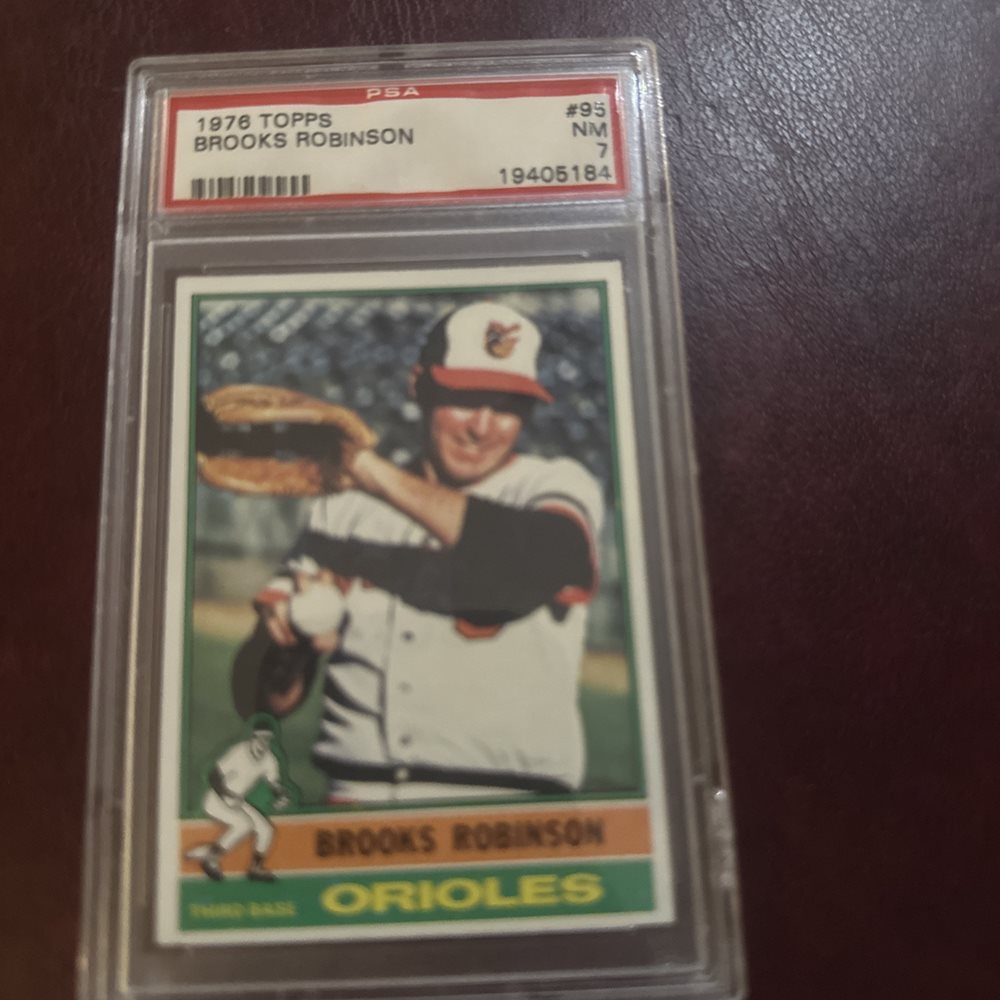 PSA
1976 TOPPS #95
BROOKS ROBINSON NM
7
19405184
BROOKS ROBINSON
THIRD BASE ORIOLES